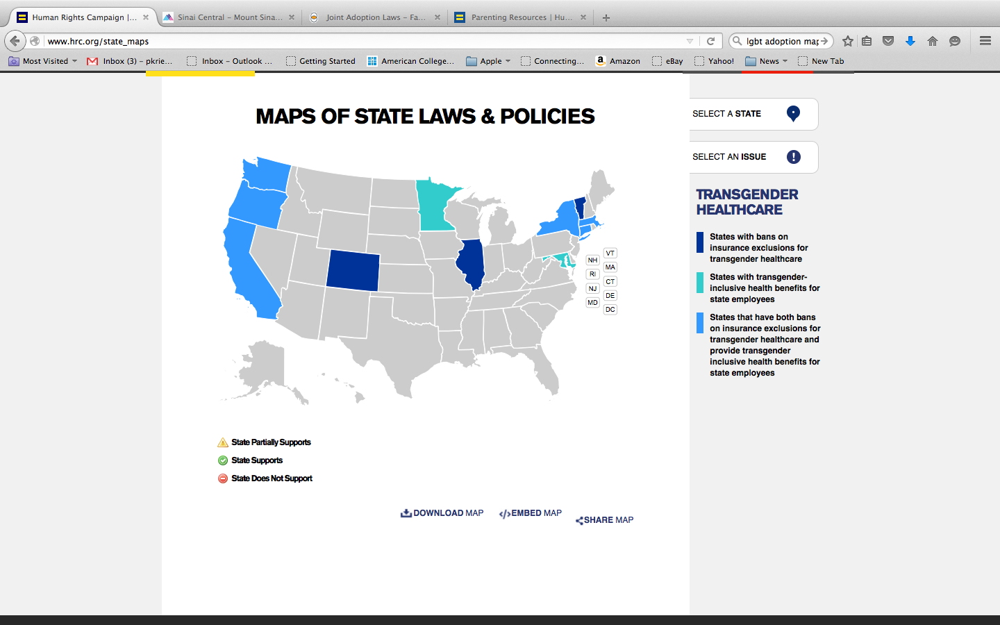 Human Rights Campaign |...
Sinai Central – Mount Sina...
Joint Adoption Laws – Fa...
Parenting Resources | Hu...
www.hrc.org/state_maps
lgbt adoption map
Most Visited
Inbox (3) – pkrie...
Inbox – Outlook ...
Getting Started
American College...
Apple
Connecting...
Amazon
eBay
Yahoo!
News
New Tab
MAPS OF STATE LAWS & POLICIES
SELECT A STATE
SELECT AN ISSUE
TRANSGENDER
HEALTHCARE
States with bans on
insurance exclusions for
transgender healthcare
States with transgender-
inclusive health benefits for
state employees
States that have both bans
on insurance exclusions for
transgender healthcare and
provide transgender
inclusive health benefits for
state employees
VT
NH
MA
RI
CT
NJ
DE
MD
DC
State Partially Supports
State Supports
State Does Not Support
DOWNLOAD MAP
EMBED MAP
SHARE MAP